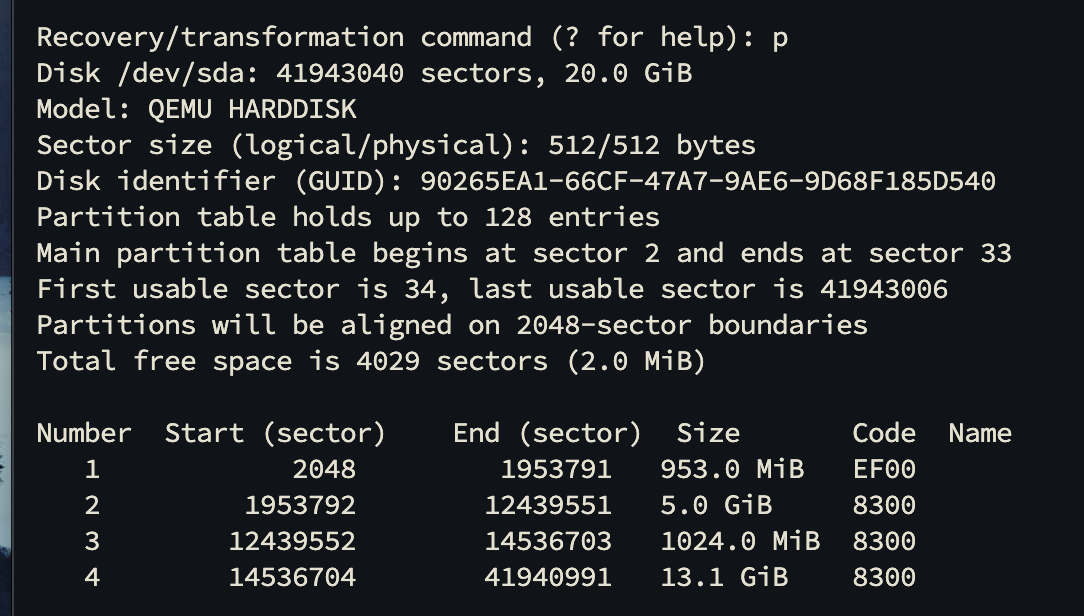 Recovery/transformation command (? for help): p
Disk /dev/sda: 41943040 sectors, 20.0 GiB
Model: QEMU HARDDISK
Sector size (logical/physical): 512/512 bytes
Disk identifier (GUID): 90265EA1-66CF-47A7-9AE6-9D68F185D540
Partition table holds up to 128 entries
Main partition table begins at sector 2 and ends at sector 33
First usable sector is 34, last usable sector is 41943006
Partitions will be aligned on 2048-sector boundaries
Total free space is 4029 sectors (2.0 MiB)
Number  Start (sector)    End (sector)  Size       Code  Name
   1            2048         1953791   953.0 MiB   EF00
   2         1953792        12439551   5.0 GiB     8300
   3        12439552        14536703   1024.0 MiB  8300
   4        14536704        41940991   13.1 GiB    8300